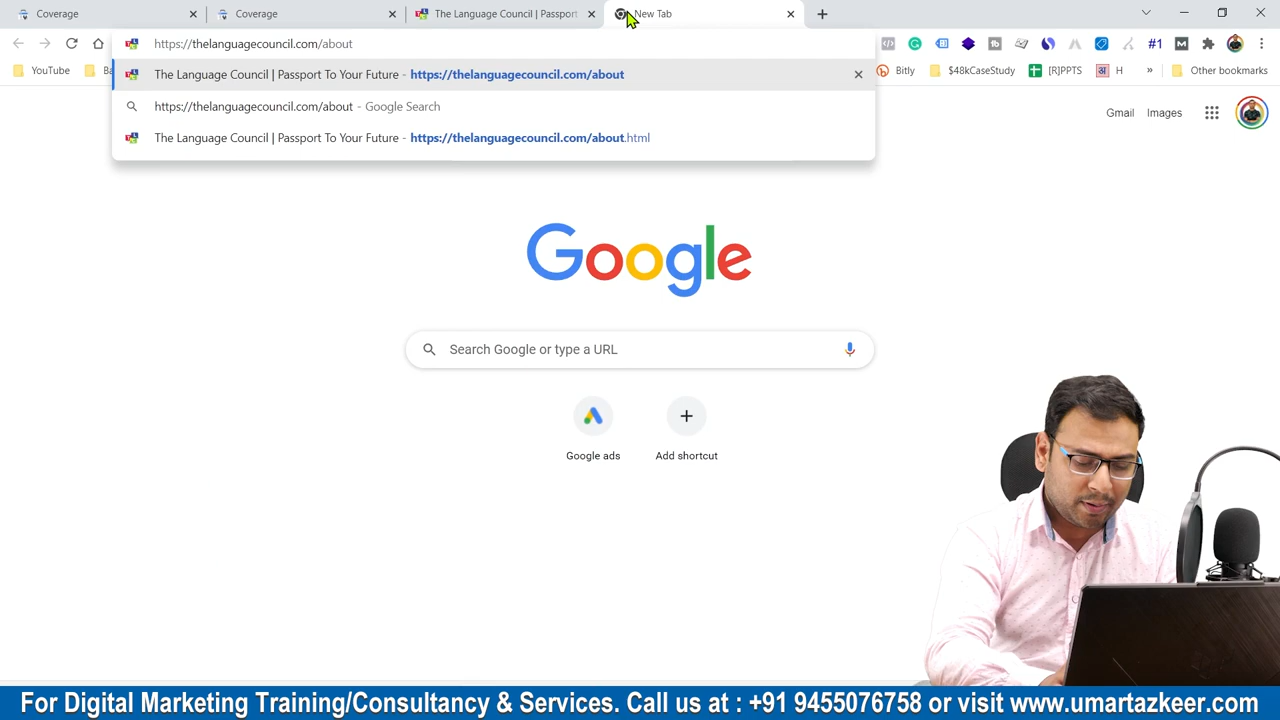 Coverage
Coverage
The Language Council | Passport
New Tab
https://thelanguagecouncil.com/about
The Language Council | Passport To Your Future - https://thelanguagecouncil.com/about
https://thelanguagecouncil.com/about - Google Search
The Language Council | Passport To Your Future - https://thelanguagecouncil.com/about.html
#1
YouTube
Ba
Bitly
$48kCaseStudy
[R]PPTS
H
»
Other bookmarks
Gmail
Images
Google
Search Google or type a URL
Google ads
Add shortcut
For Digital Marketing Training/Consultancy & Services. Call us at : +91 9455076758 or visit www.umartazkeer.com